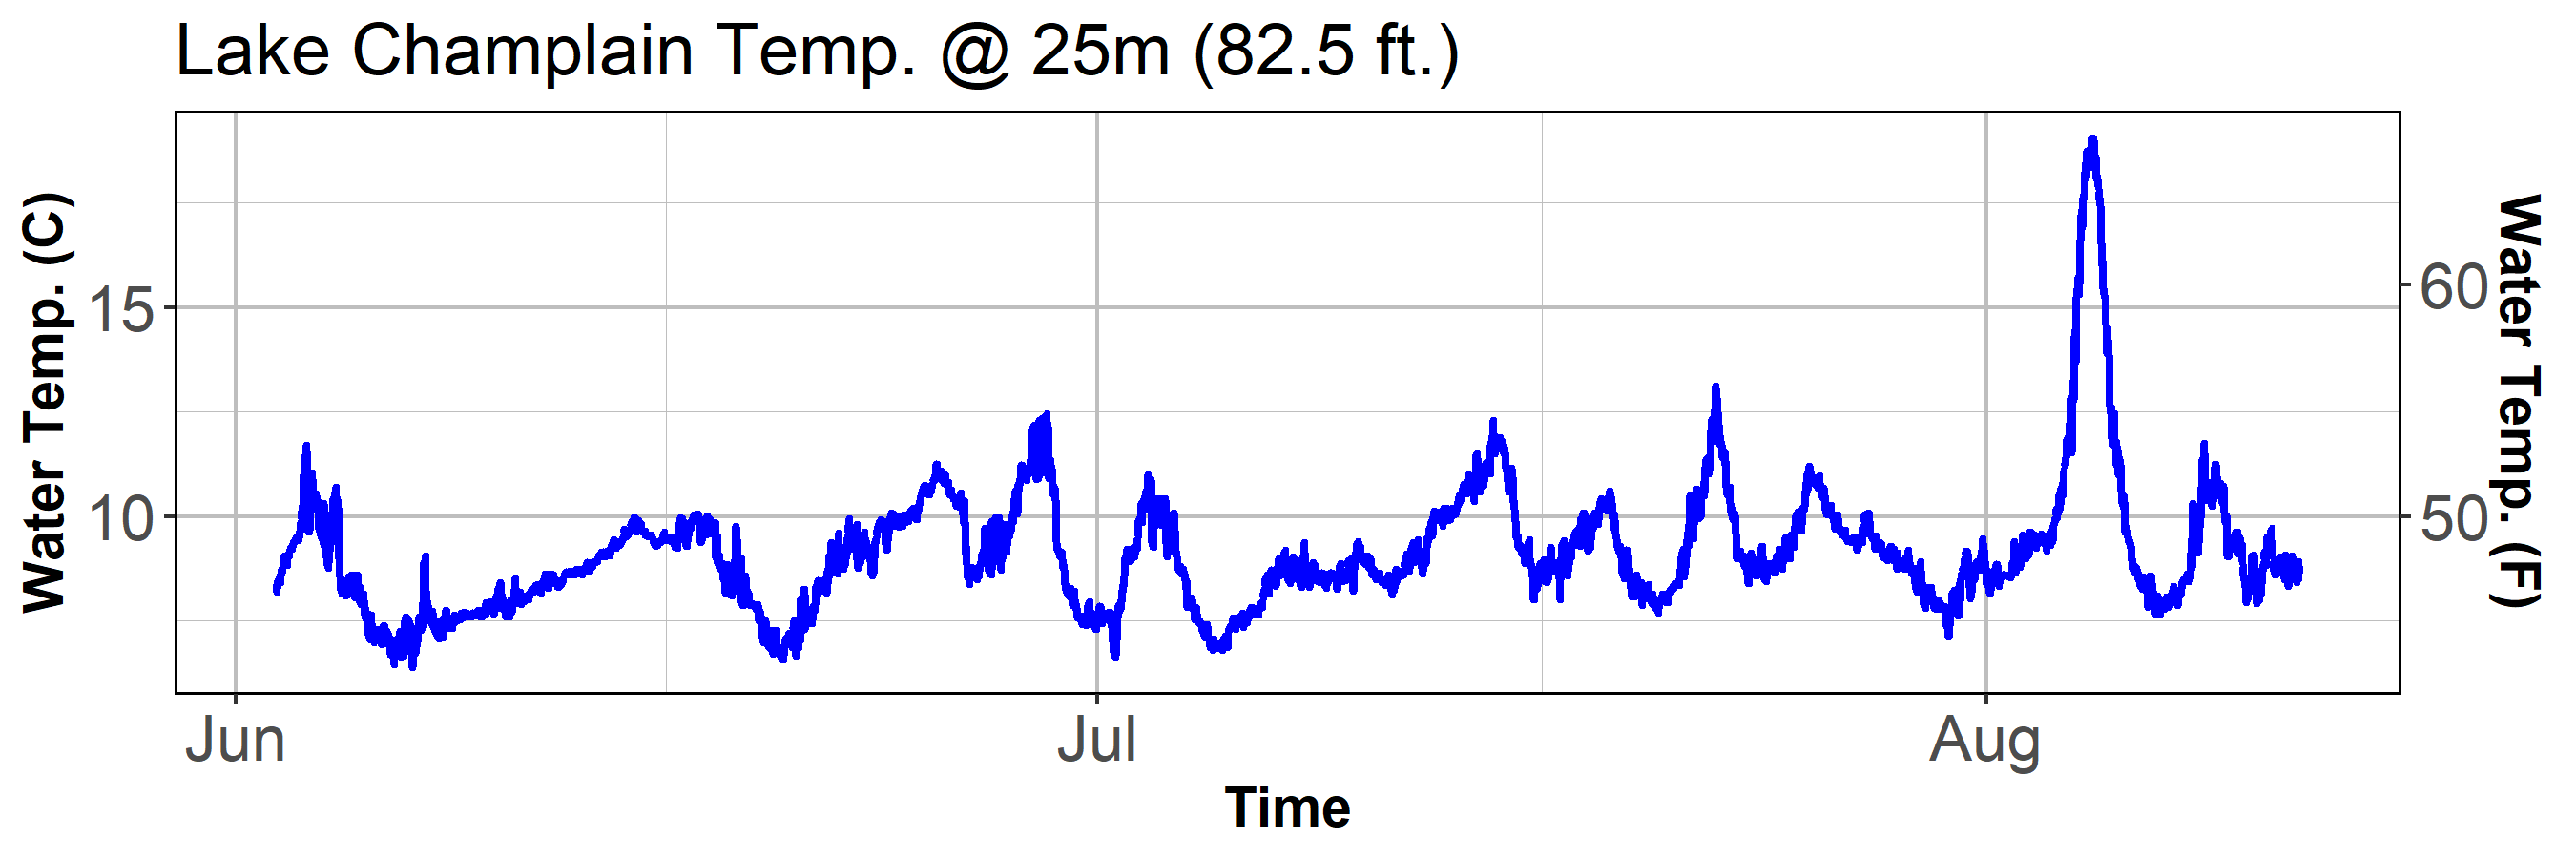 Lake Champlain Temp. @ 25m (82.5 ft.)
Water Temp. (C)
15
10
60
50
Water Temp. (F)
Jun
Jul
Aug
Time